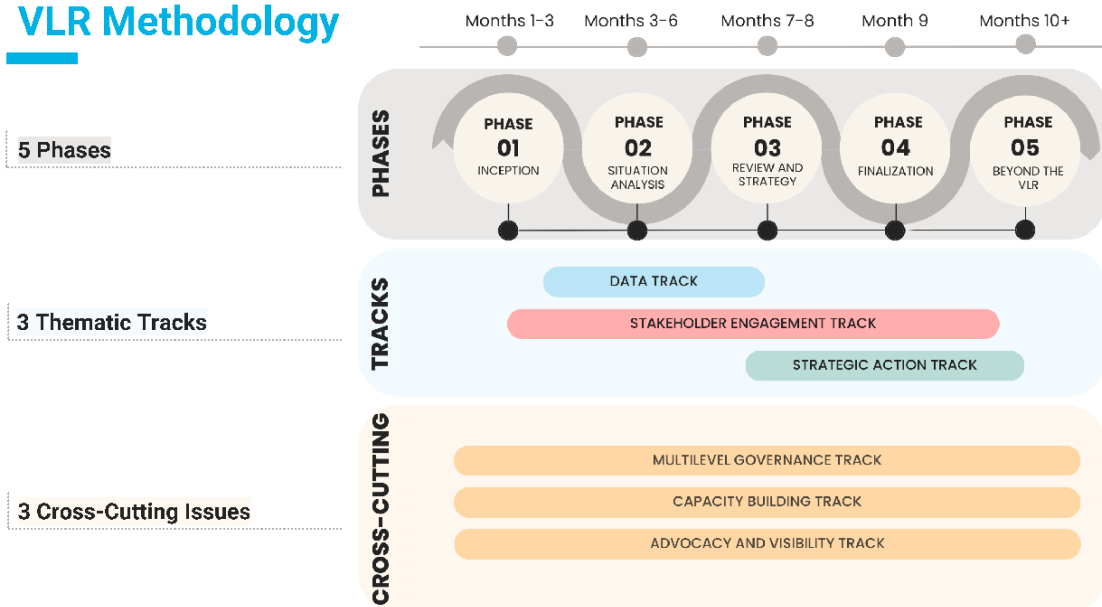 VLR Methodology
Months 1-3
Months 3-6
Months 7-8
Month 9
Months 10+
5 Phases
PHASES
PHASE
01
INCEPTION
PHASE
02
SITUATION
ANALYSIS
PHASE
03
REVIEW AND
STRATEGY
PHASE
04
FINALIZATION
PHASE
05
BEYOND THE
VLR
3 Thematic Tracks
TRACKS
DATA TRACK
STAKEHOLDER ENGAGEMENT TRACK
STRATEGIC ACTION TRACK
3 Cross-Cutting Issues
CROSS-CUTTING
MULTILEVEL GOVERNANCE TRACK
CAPACITY BUILDING TRACK
ADVOCACY AND VISIBILITY TRACK